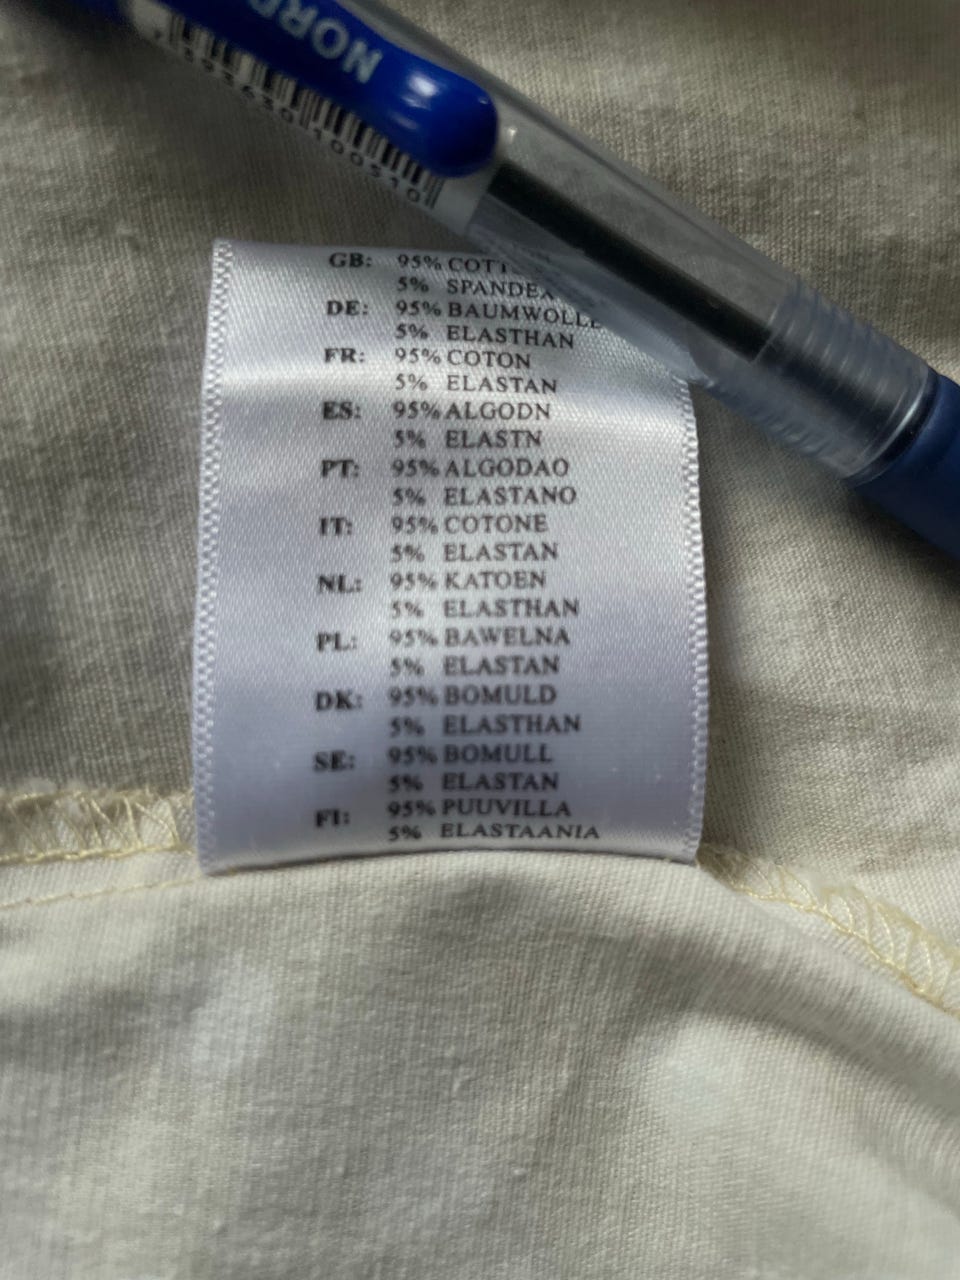 NORD
100510
GB: 95% COTT
5% SPANDEX
DE: 95% BAUMWOLLE
5% ELASTHAN
FR: 95% COTON
5% ELASTAN
ES: 95% ALGODN
5% ELASTN
PT: 95% ALGODAO
5% ELASTANO
IT: 95% COTONE
5% ELASTAN
NL: 95% KATOEN
5% ELASTHAN
PL: 95% BAWELNA
5% ELASTAN
DK: 95% BOMULD
5% ELASTHAN
SE: 95% BOMULL
5% ELASTAN
FI: 95% PUUVILLA
5% ELASTAANIA